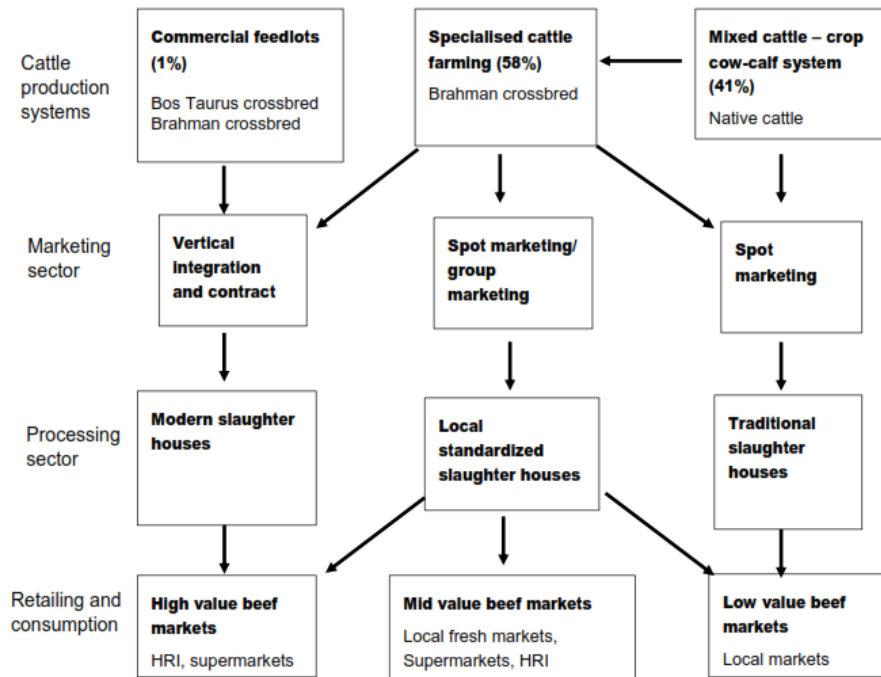 Cattle
production
systems
Commercial feedlots
(1%)
Bos Taurus crossbred
Brahman crossbred
Specialised cattle
farming (58%)
Brahman crossbred
Mixed cattle – crop
cow-calf system
(41%)
Native cattle
Marketing
sector
Vertical
integration
and contract
Spot marketing/
group
marketing
Spot
marketing
Processing
sector
Modern slaughter
houses
Local
standardized
slaughter houses
Traditional
slaughter
houses
Retailing and
consumption
High value beef
markets
HRI, supermarkets
Mid value beef markets
Local fresh markets,
Supermarkets, HRI
Low value beef
markets
Local markets